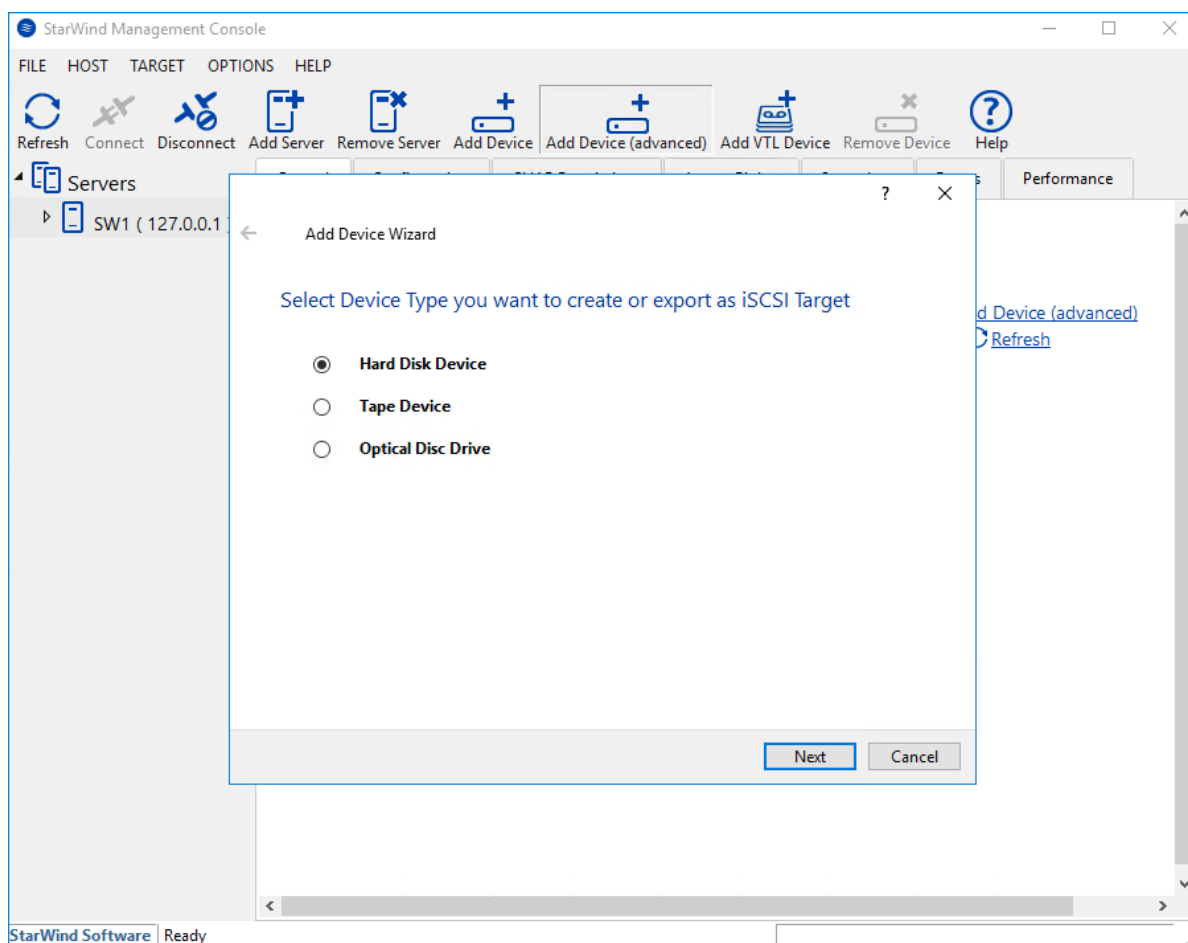 StarWind Management Console
FILE HOST TARGET OPTIONS HELP
Refresh Connect Disconnect Add Server Remove Server Add Device Add Device (advanced) Add VTL Device Remove Device Help
Servers
Performance
SW1 ( 127.0.0.1
?
Add Device Wizard
Select Device Type you want to create or export as iSCSI Target
d Device (advanced)
Refresh
Hard Disk Device
Tape Device
Optical Disc Drive
Next Cancel
StarWind Software Ready